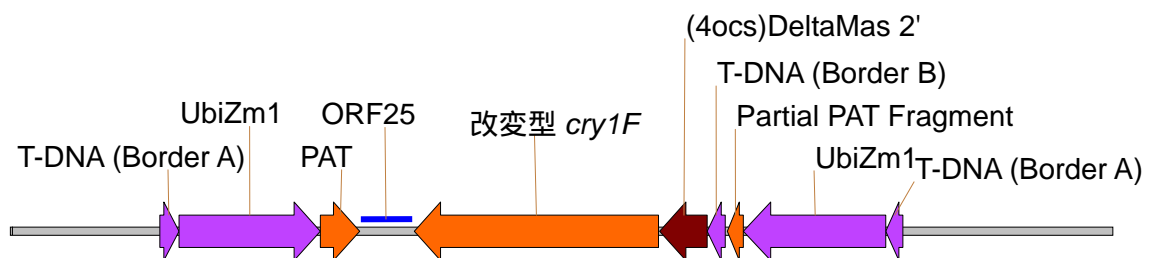 (4ocs)DeltaMas 2'
T-DNA (Border B)
UbiZm1
ORF25
改変型 cry1F
Partial PAT Fragment
T-DNA (Border A)
PAT
UbiZm1
T-DNA (Border A)